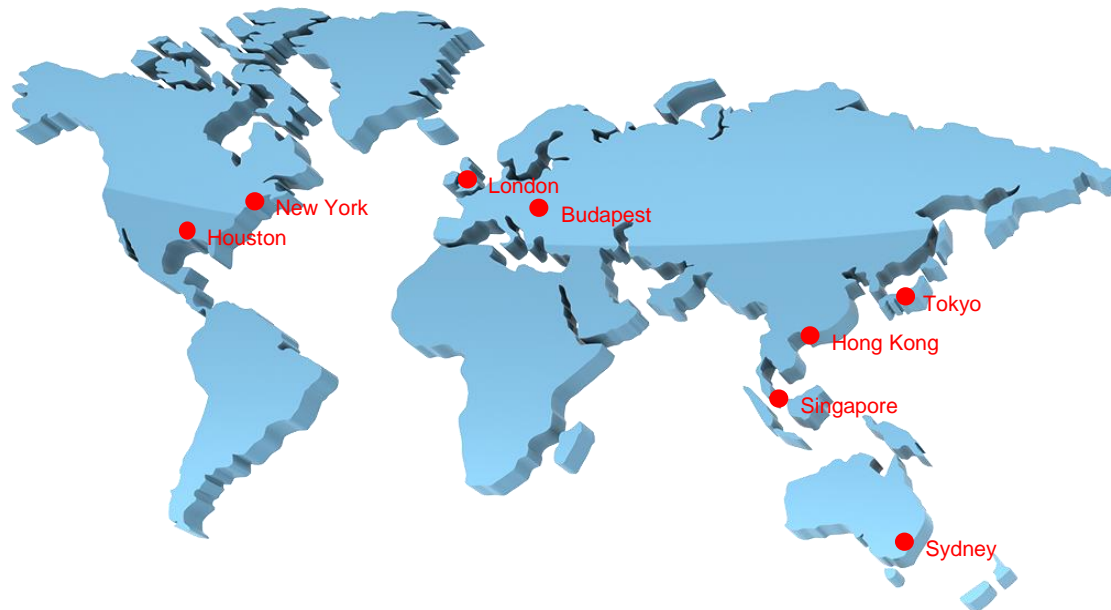 London
New York
Budapest
Houston
Tokyo
Hong Kong
Singapore
Sydney